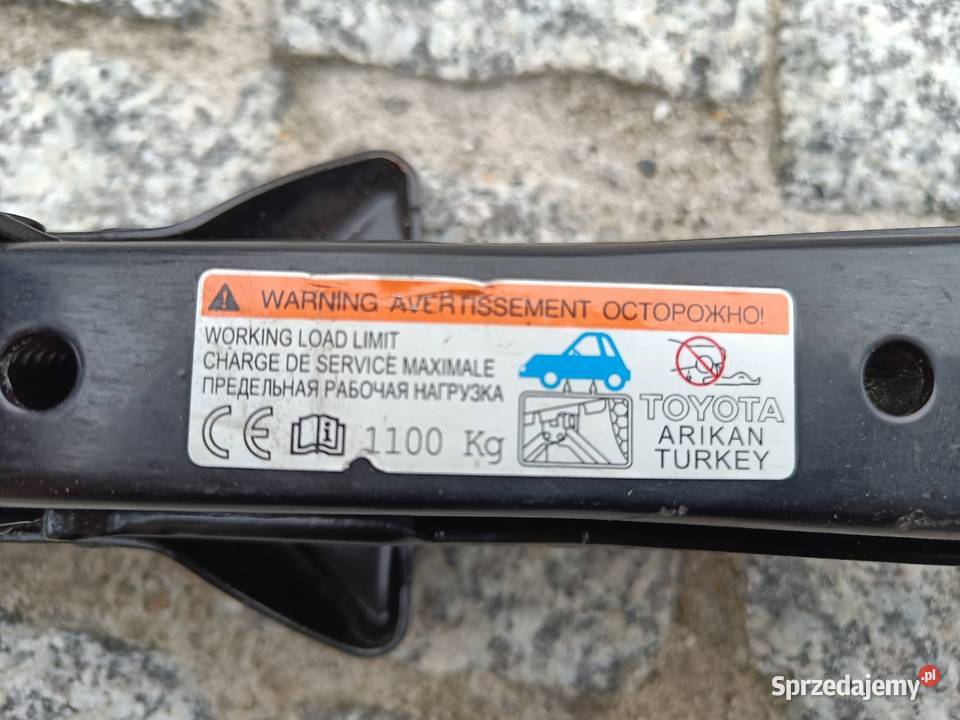 WARNING AVERTISSEMENT ОСТОРОЖНО!
WORKING LOAD LIMIT
CHARGE DE SERVICE MAXIMALE
ПРЕДЕЛЬНАЯ РАБОЧАЯ НАГРУЗКА
CE 1100 Kg
TOYOTA
ARIKAN
TURKEY
Sprzedajemy.pl